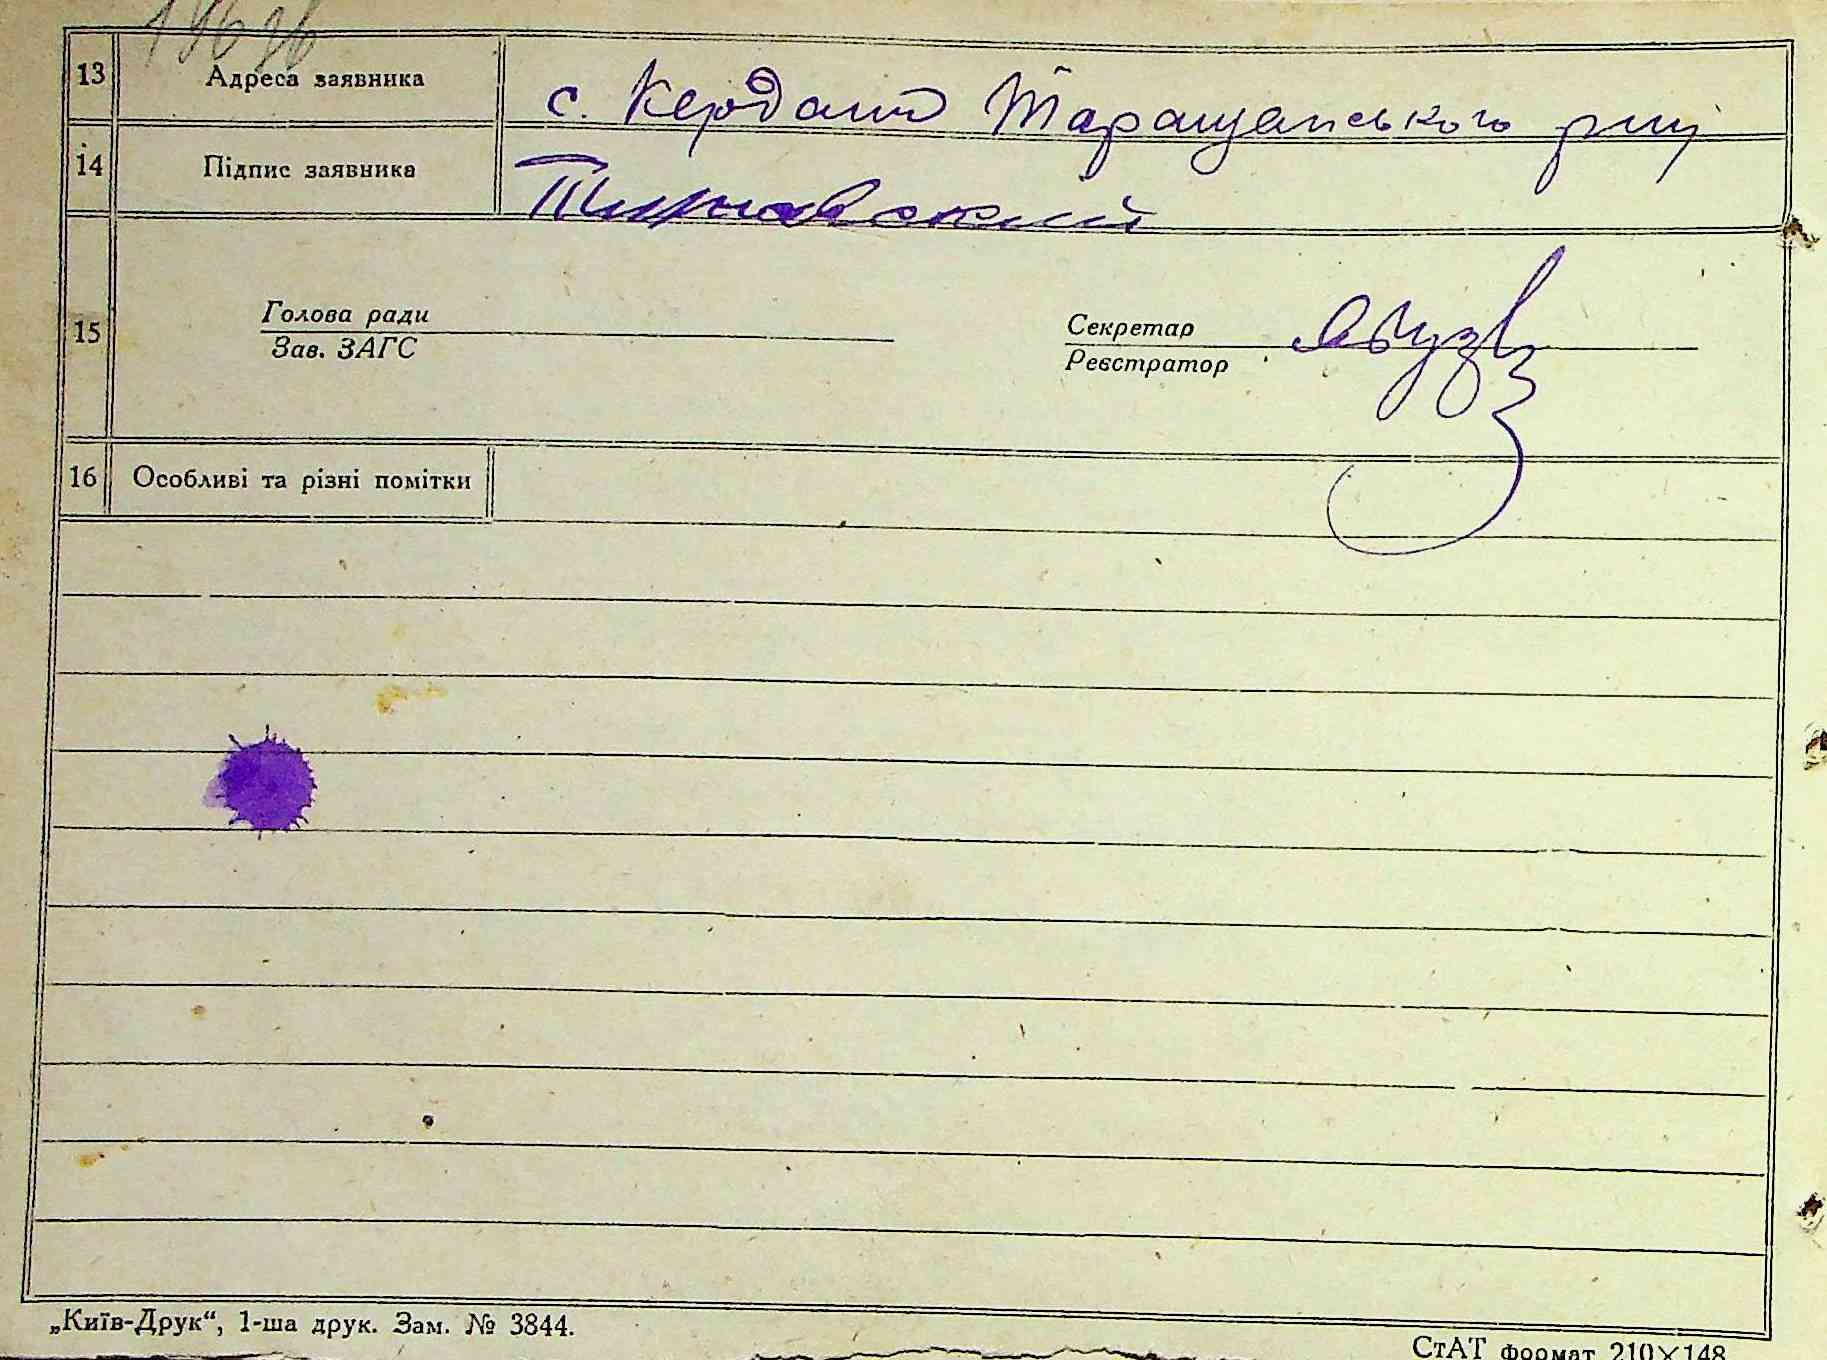 13 Адреса заявника с. Кердани Таращанського р-ну
14 Підпис заявника
15 Голова ради Секретар
Зав. ЗАГС Реєстратор
16 Особливі та різні помітки
„Київ-Друк“, 1-ша друк. Зам. № 3844.
СтАТ формат 210×148